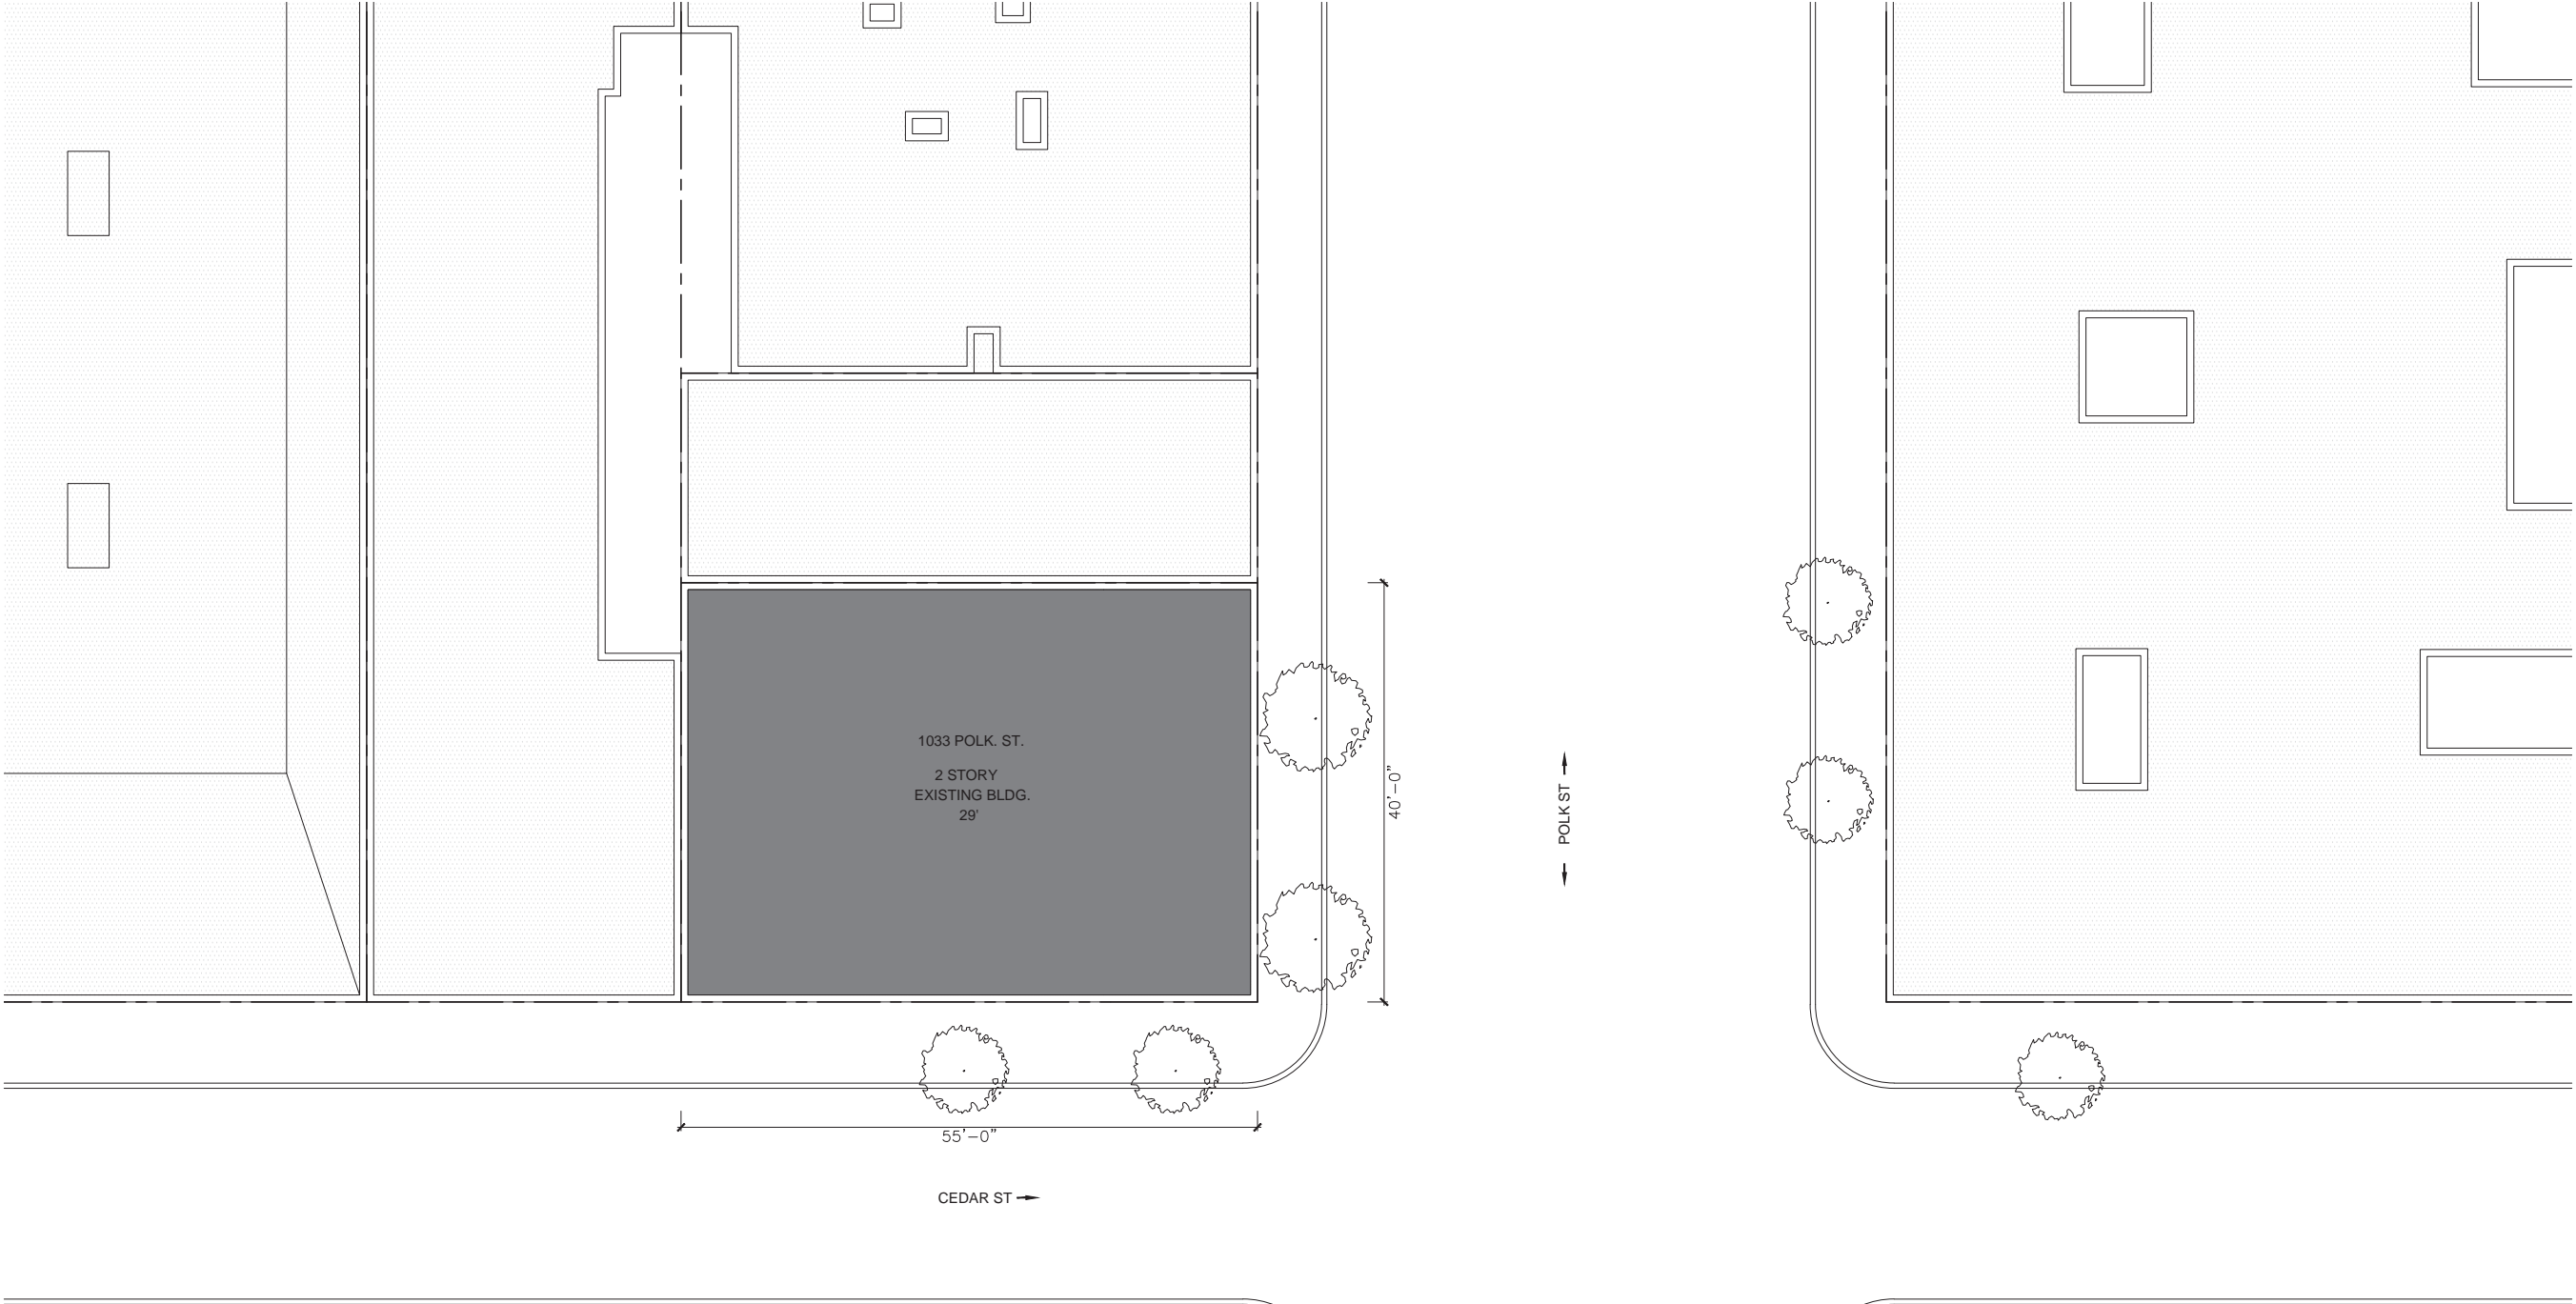 1033 POLK. ST.
2 STORY
EXISTING BLDG.
29'
40'-0"
POLK ST
55'-0"
CEDAR ST